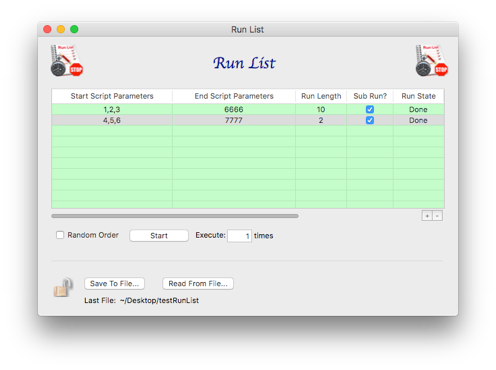 Run List
Run List
STOP
Run List
Run List
STOP
Start Script Parameters End Script Parameters Run Length Sub Run? Run State
1,2,3 6666 10 Done
4,5,6 7777 2 Done
+ -
Random Order Start Execute: 1 times
Save To File... Read From File...
Last File: ~/Desktop/testRunList